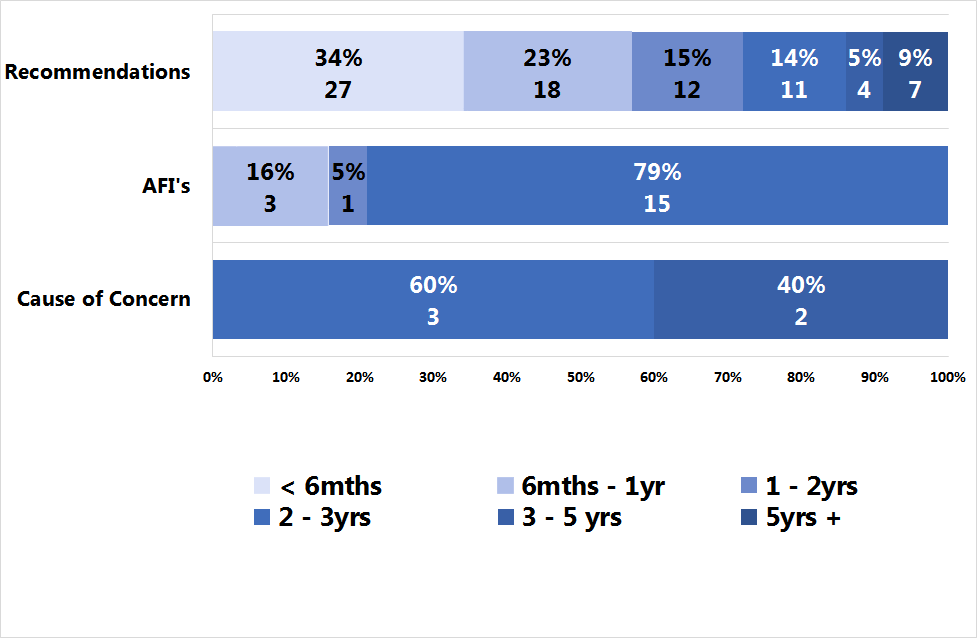 34% 23% 15% 14% 5% 9%
Recommendations
27 18 12 11 4 7
16% 5% 79%
AFI's
3 1 15
60% 40%
Cause of Concern
3 2
0% 10% 20% 30% 40% 50% 60% 70% 80% 90% 100%
< 6mths 6mths - 1yr 1 - 2yrs
2 - 3yrs 3 - 5 yrs 5yrs +